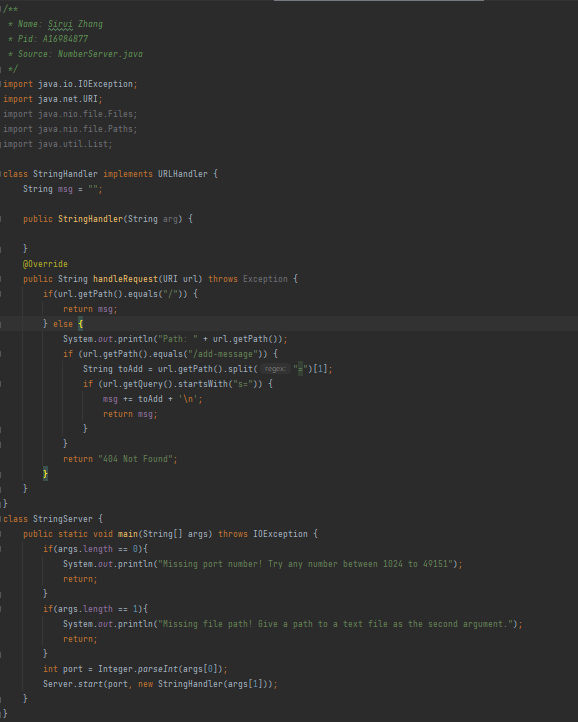 /**
 * Name: Sirui Zhang
 * Pid: A16984877
 * Source: NumberServer.java
 */
import java.io.IOException;
import java.net.URI;
import java.nio.file.Files;
import java.nio.file.Paths;
import java.util.List;
class StringHandler implements URLHandler {
    String msg = "";
    public StringHandler(String arg) {
    }
    @Override
    public String handleRequest(URI url) throws Exception {
        if(url.getPath().equals("/")) {
            return msg;
        } else {
            System.out.println("Path: " + url.getPath());
            if (url.getPath().equals("/add-message")) {
                String toAdd = url.getPath().split( regex: "=")[1];
                if (url.getQuery().startsWith("s=")) {
                    msg += toAdd + '\n';
                    return msg;
                }
            }
            return "404 Not Found";
        }
    }
}
class StringServer {
    public static void main(String[] args) throws IOException {
        if(args.length == 0){
            System.out.println("Missing port number! Try any number between 1024 to 49151");
            return;
        }
        if(args.length == 1){
            System.out.println("Missing file path! Give a path to a text file as the second argument.");
            return;
        }
        int port = Integer.parseInt(args[0]);
        Server.start(port, new StringHandler(args[1]));
    }
}